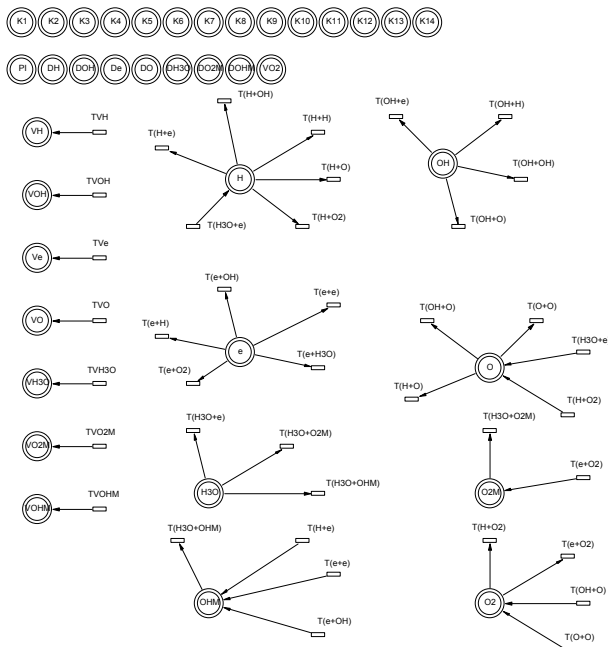 K1 K2 K3 K4 K5 K6 K7 K8 K9 K10 K11 K12 K13 K14
PI DH DOH De DO DH3O DO2M DOHM VO2
VH TVH
VOH TVOH
Ve TVe
VO TVO
VH3O TVH3O
VO2M TVO2M
VOHM TVOHM
T(H+OH)
T(H+e)
T(H+H)
T(H+O)
H
T(H3O+e)
T(H+O2)
T(OH+e)
T(OH+H)
OH
T(OH+OH)
T(OH+O)
T(e+OH)
T(e+e)
T(e+H)
e
T(e+O2)
T(e+H3O)
T(OH+O)
T(O+O)
T(H3O+e
O
T(H+O)
T(H+O2)
T(H3O+e)
T(H3O+O2M)
H3O
T(H3O+OHM)
T(H3O+O2M)
T(e+O2)
O2M
T(H3O+OHM)
T(H+e)
T(e+e)
OHM
T(e+OH)
T(H+O2)
T(e+O2)
O2
T(OH+O)
T(O+O)